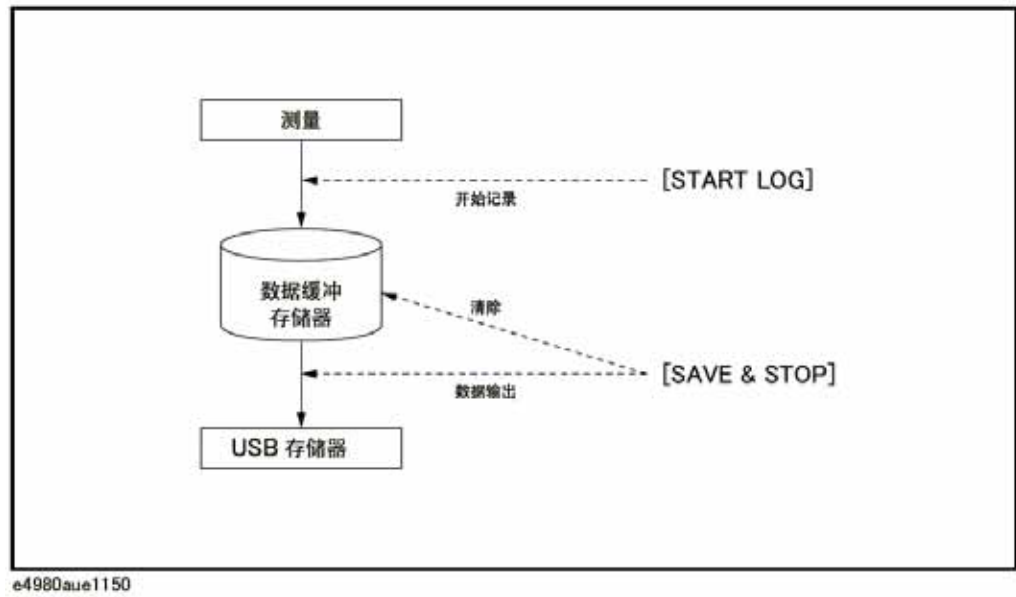 测量
[START LOG]
开始记录
数据缓冲
存储器
清除
[SAVE & STOP]
数据输出
USB 存储器
e4980aue1150